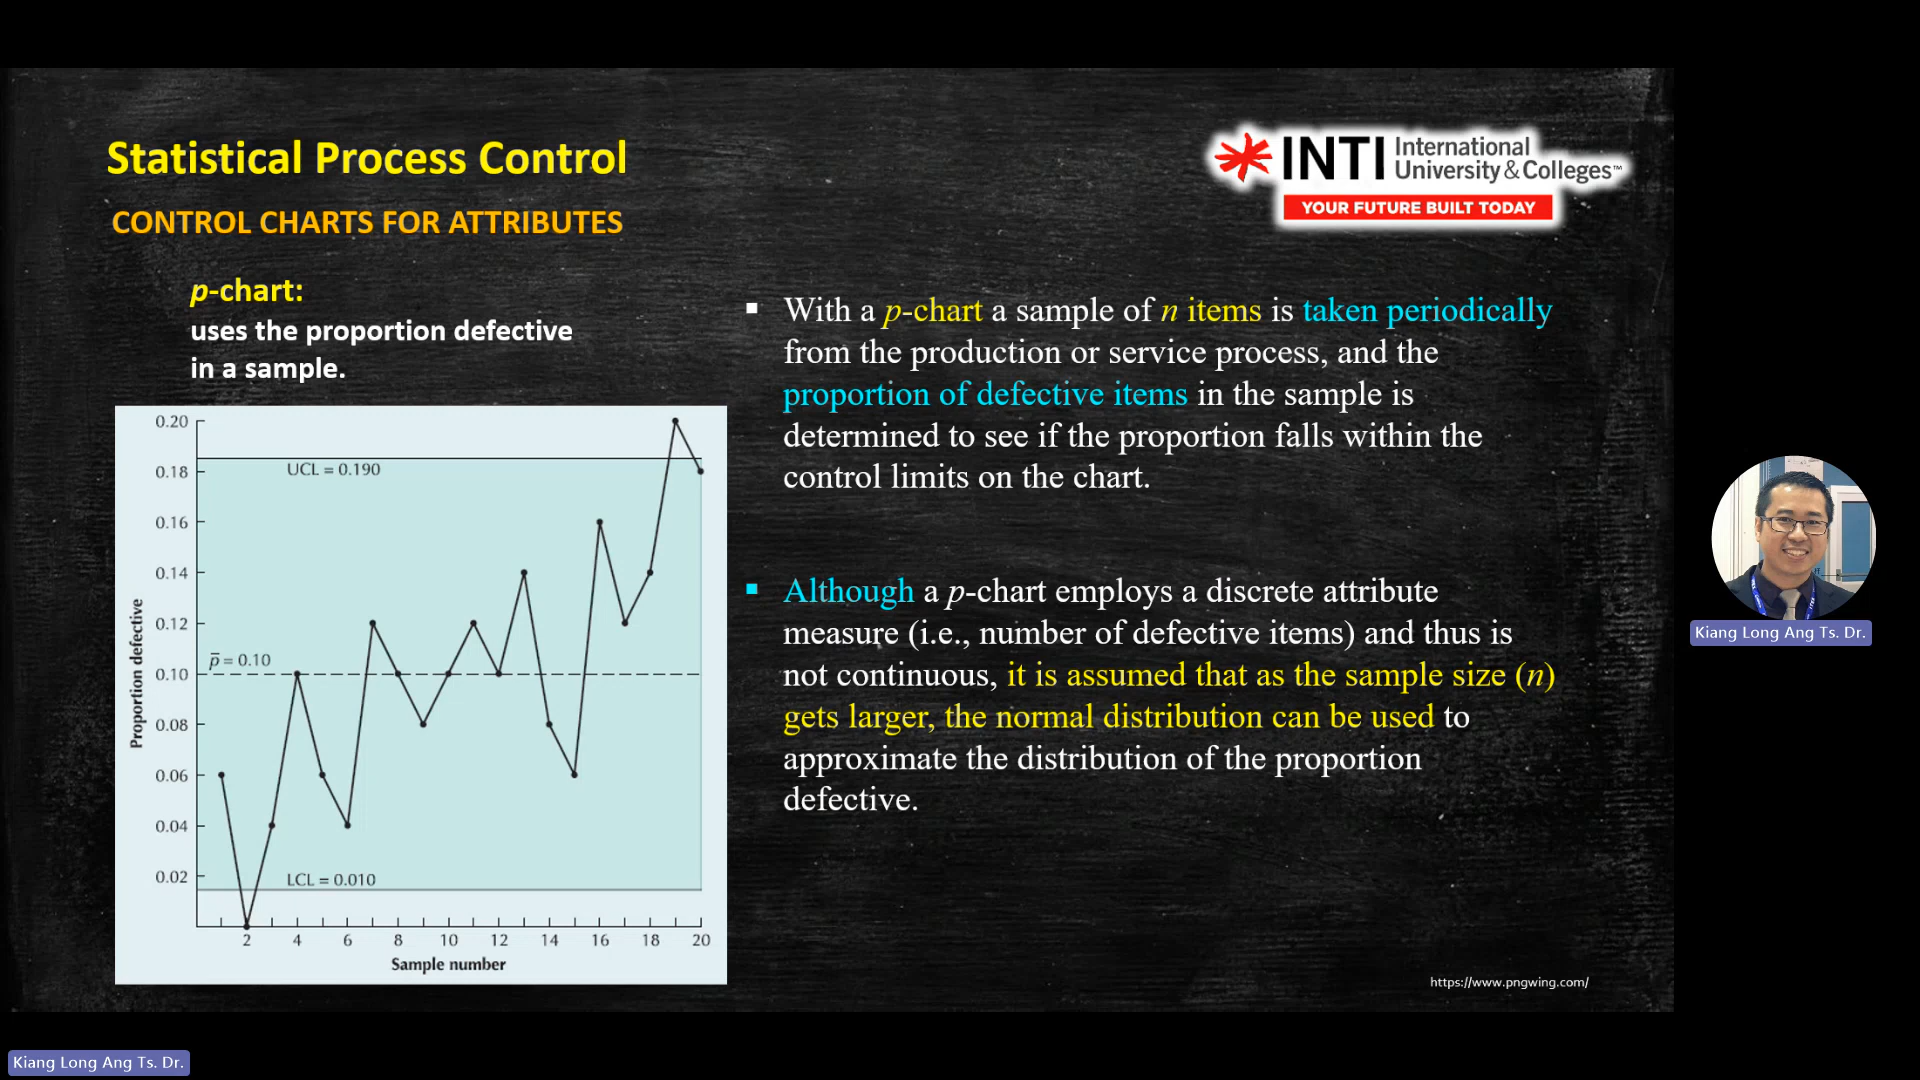 Statistical Process Control
CONTROL CHARTS FOR ATTRIBUTES
INTI International
University & Colleges™
YOUR FUTURE BUILT TODAY
p-chart:
uses the proportion defective
in a sample.
0.20
0.18
0.16
0.14
0.12
0.10
0.08
0.06
0.04
0.02
UCL = 0.190
p̅ = 0.10
LCL = 0.010
Proportion defective
2 4 6 8 10 12 14 16 18 20
Sample number
▪ With a p-chart a sample of n items is taken periodically
from the production or service process, and the
proportion of defective items in the sample is
determined to see if the proportion falls within the
control limits on the chart.
▪ Although a p-chart employs a discrete attribute
measure (i.e., number of defective items) and thus is
not continuous, it is assumed that as the sample size (n)
gets larger, the normal distribution can be used to
approximate the distribution of the proportion
defective.
https://www.pngwing.com/
Kiang Long Ang Ts. Dr.
Kiang Long Ang Ts. Dr.